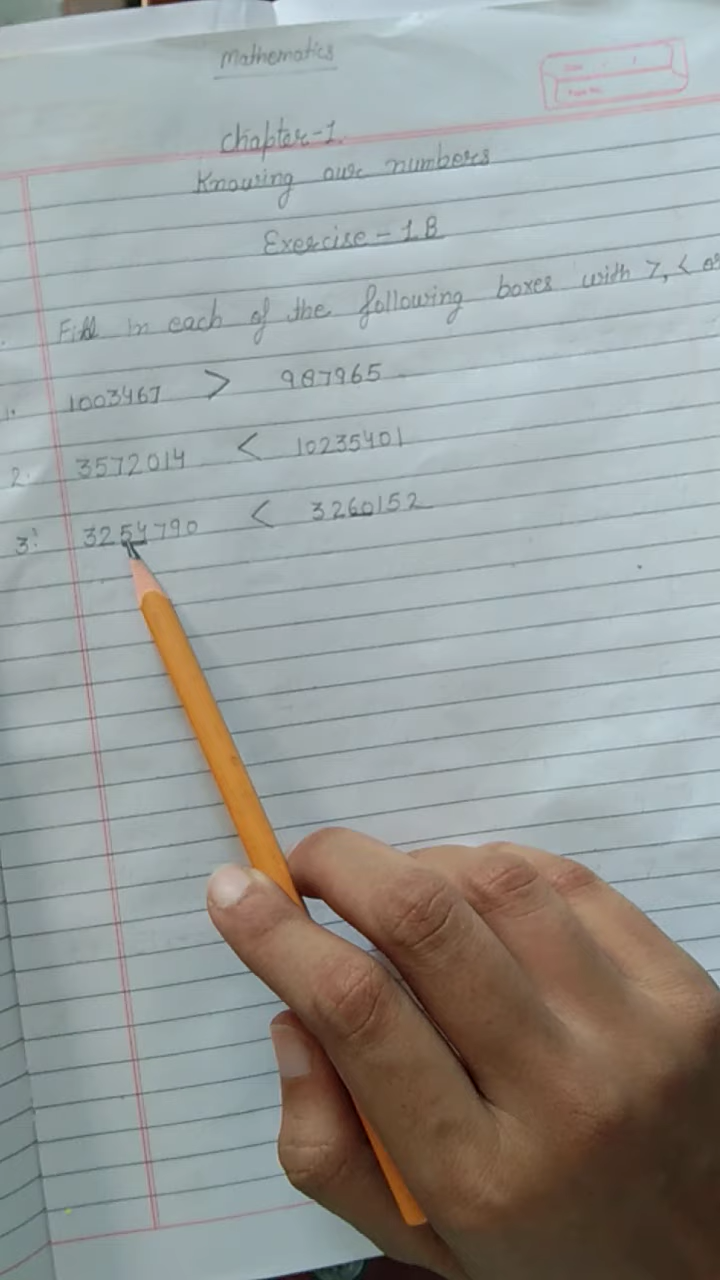 Mathematics
Chapter-1.
Knowing our numbers
Exercise - 1.B
Fill in each of the following boxes with >, <
1. 1003467 > 987965
2. 3572014 < 10235401
3. 3254790 < 3260152